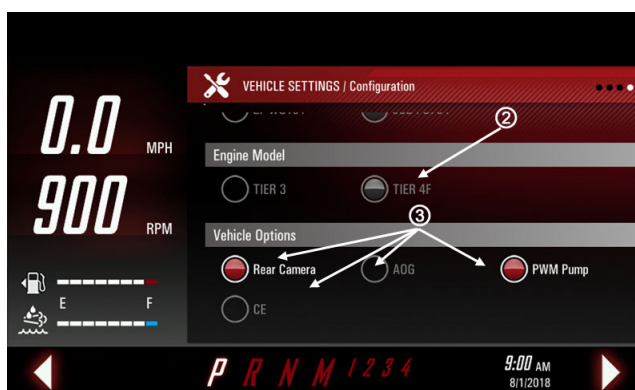 VEHICLE SETTINGS / Configuration
0.0 MPH
②
Engine Model
TIER 3 TIER 4F
900 RPM
③
Vehicle Options
Rear Camera AOG PWM Pump
E F
CE
P R N M 1 2 3 4
9:00 AM
8/1/2018